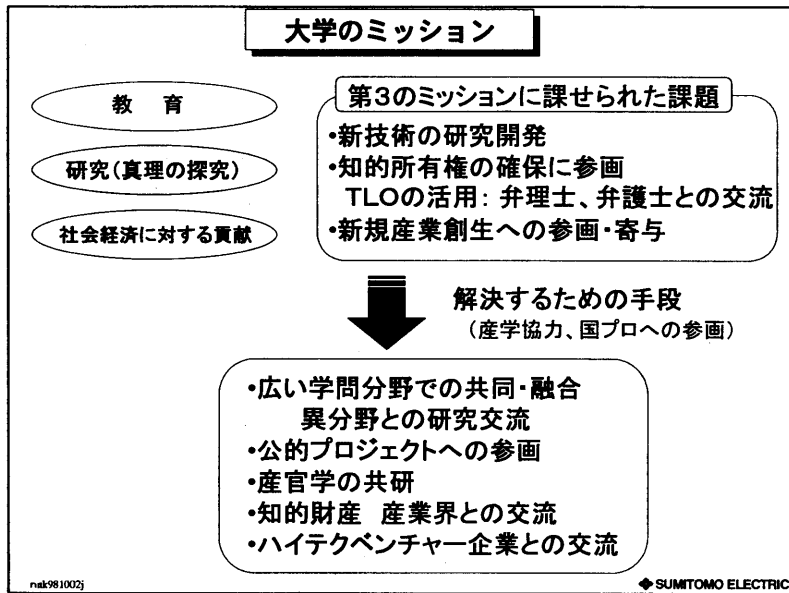 大学のミッション
教 育
研究(真理の探究)
社会経済に対する貢献
第3のミッションに課せられた課題
•新技術の研究開発
•知的所有権の確保に参画
TLOの活用: 弁理士、弁護士との交流
•新規産業創生への参画・寄与
解決するための手段
(産学協力、国プロへの参画)
•広い学問分野での共同・融合
異分野との研究交流
•公的プロジェクトへの参画
•産官学の共研
•知的財産 産業界との交流
•ハイテクベンチャー企業との交流
SUMITOMO ELECTRIC